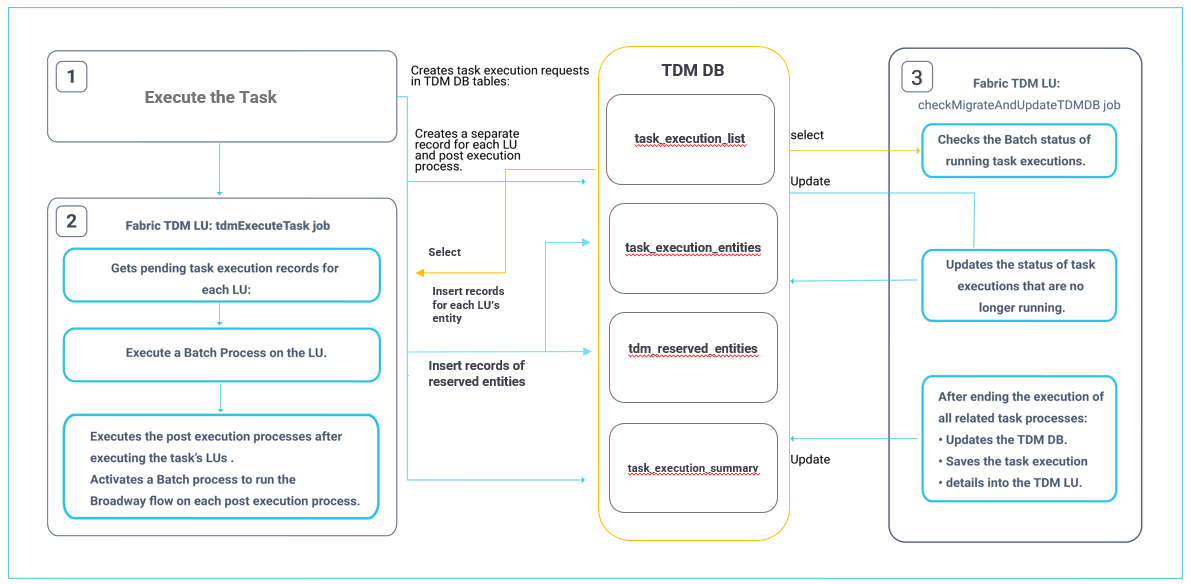 1
Execute the Task
2
Fabric TDM LU: tdmExecuteTask job
Gets pending task execution records for
each LU:
Execute a Batch Process on the LU.
Executes the post execution processes after
executing the task's LUs .
Activates a Batch process to run the
Broadway flow on each post execution process.
Creates task execution requests
in TDM DB tables:
Creates a separate
record for each LU
and post execution
process.
Select
Insert records
for each LU's
entity
Insert records of
reserved entities
TDM DB
task_execution_list
task_execution_entities
tdm_reserved_entities
task_execution_summary
select
Update
Update
3
Fabric TDM LU:
checkMigrateAndUpdateTDMDB job
Checks the Batch status of
running task executions.
Updates the status of task
executions that are no
longer running.
After ending the execution of
all related task processes:
• Updates the TDM DB.
• Saves the task execution
• details into the TDM LU.